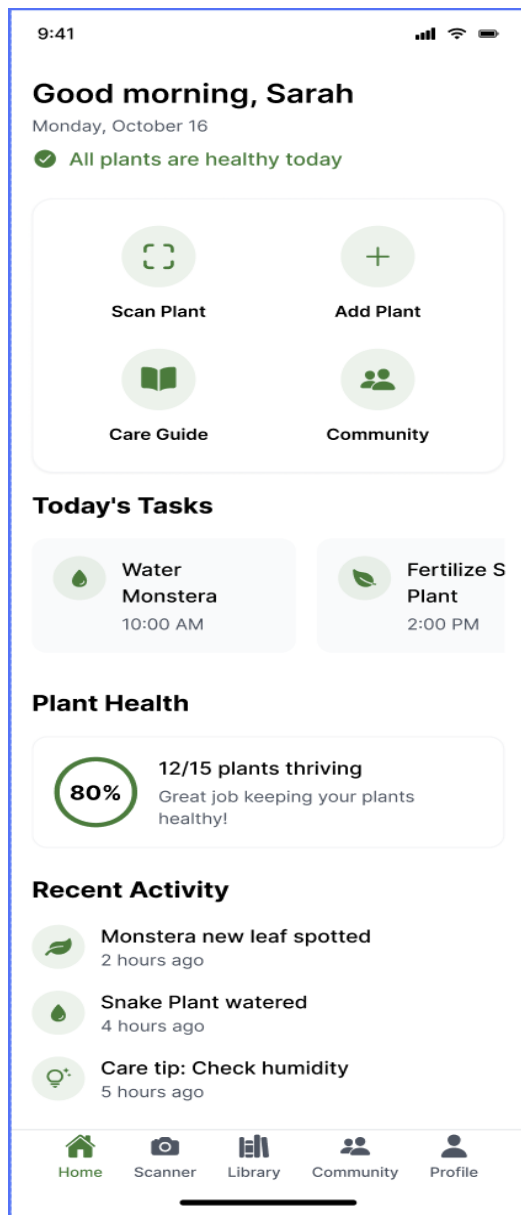 9:41
Good morning, Sarah
Monday, October 16
All plants are healthy today
Scan Plant
Add Plant
Care Guide
Community
Today's Tasks
Water
Monstera
10:00 AM
Fertilize S
Plant
2:00 PM
Plant Health
80%
12/15 plants thriving
Great job keeping your plants
healthy!
Recent Activity
Monstera new leaf spotted
2 hours ago
Snake Plant watered
4 hours ago
Care tip: Check humidity
5 hours ago
Home
Scanner
Library
Community
Profile